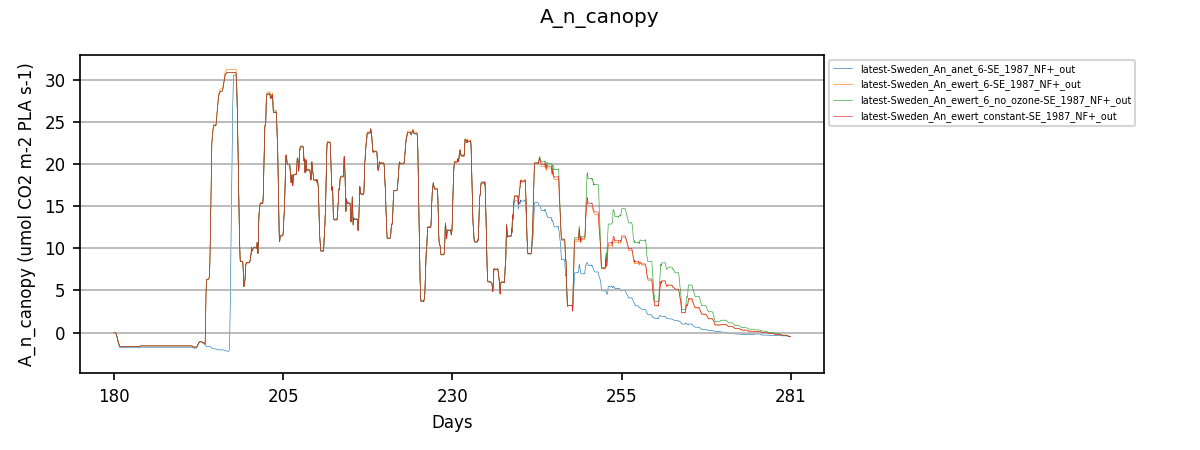 A_n_canopy
A_n_canopy (umol CO2 m-2 PLA s-1)
30
25
20
15
10
5
0
180
205
230
255
281
Days
latest-Sweden_An_anet_6-SE_1987_NF+_out
latest-Sweden_An_ewert_6-SE_1987_NF+_out
latest-Sweden_An_ewert_6_no_ozone-SE_1987_NF+_out
latest-Sweden_An_ewert_constant-SE_1987_NF+_out